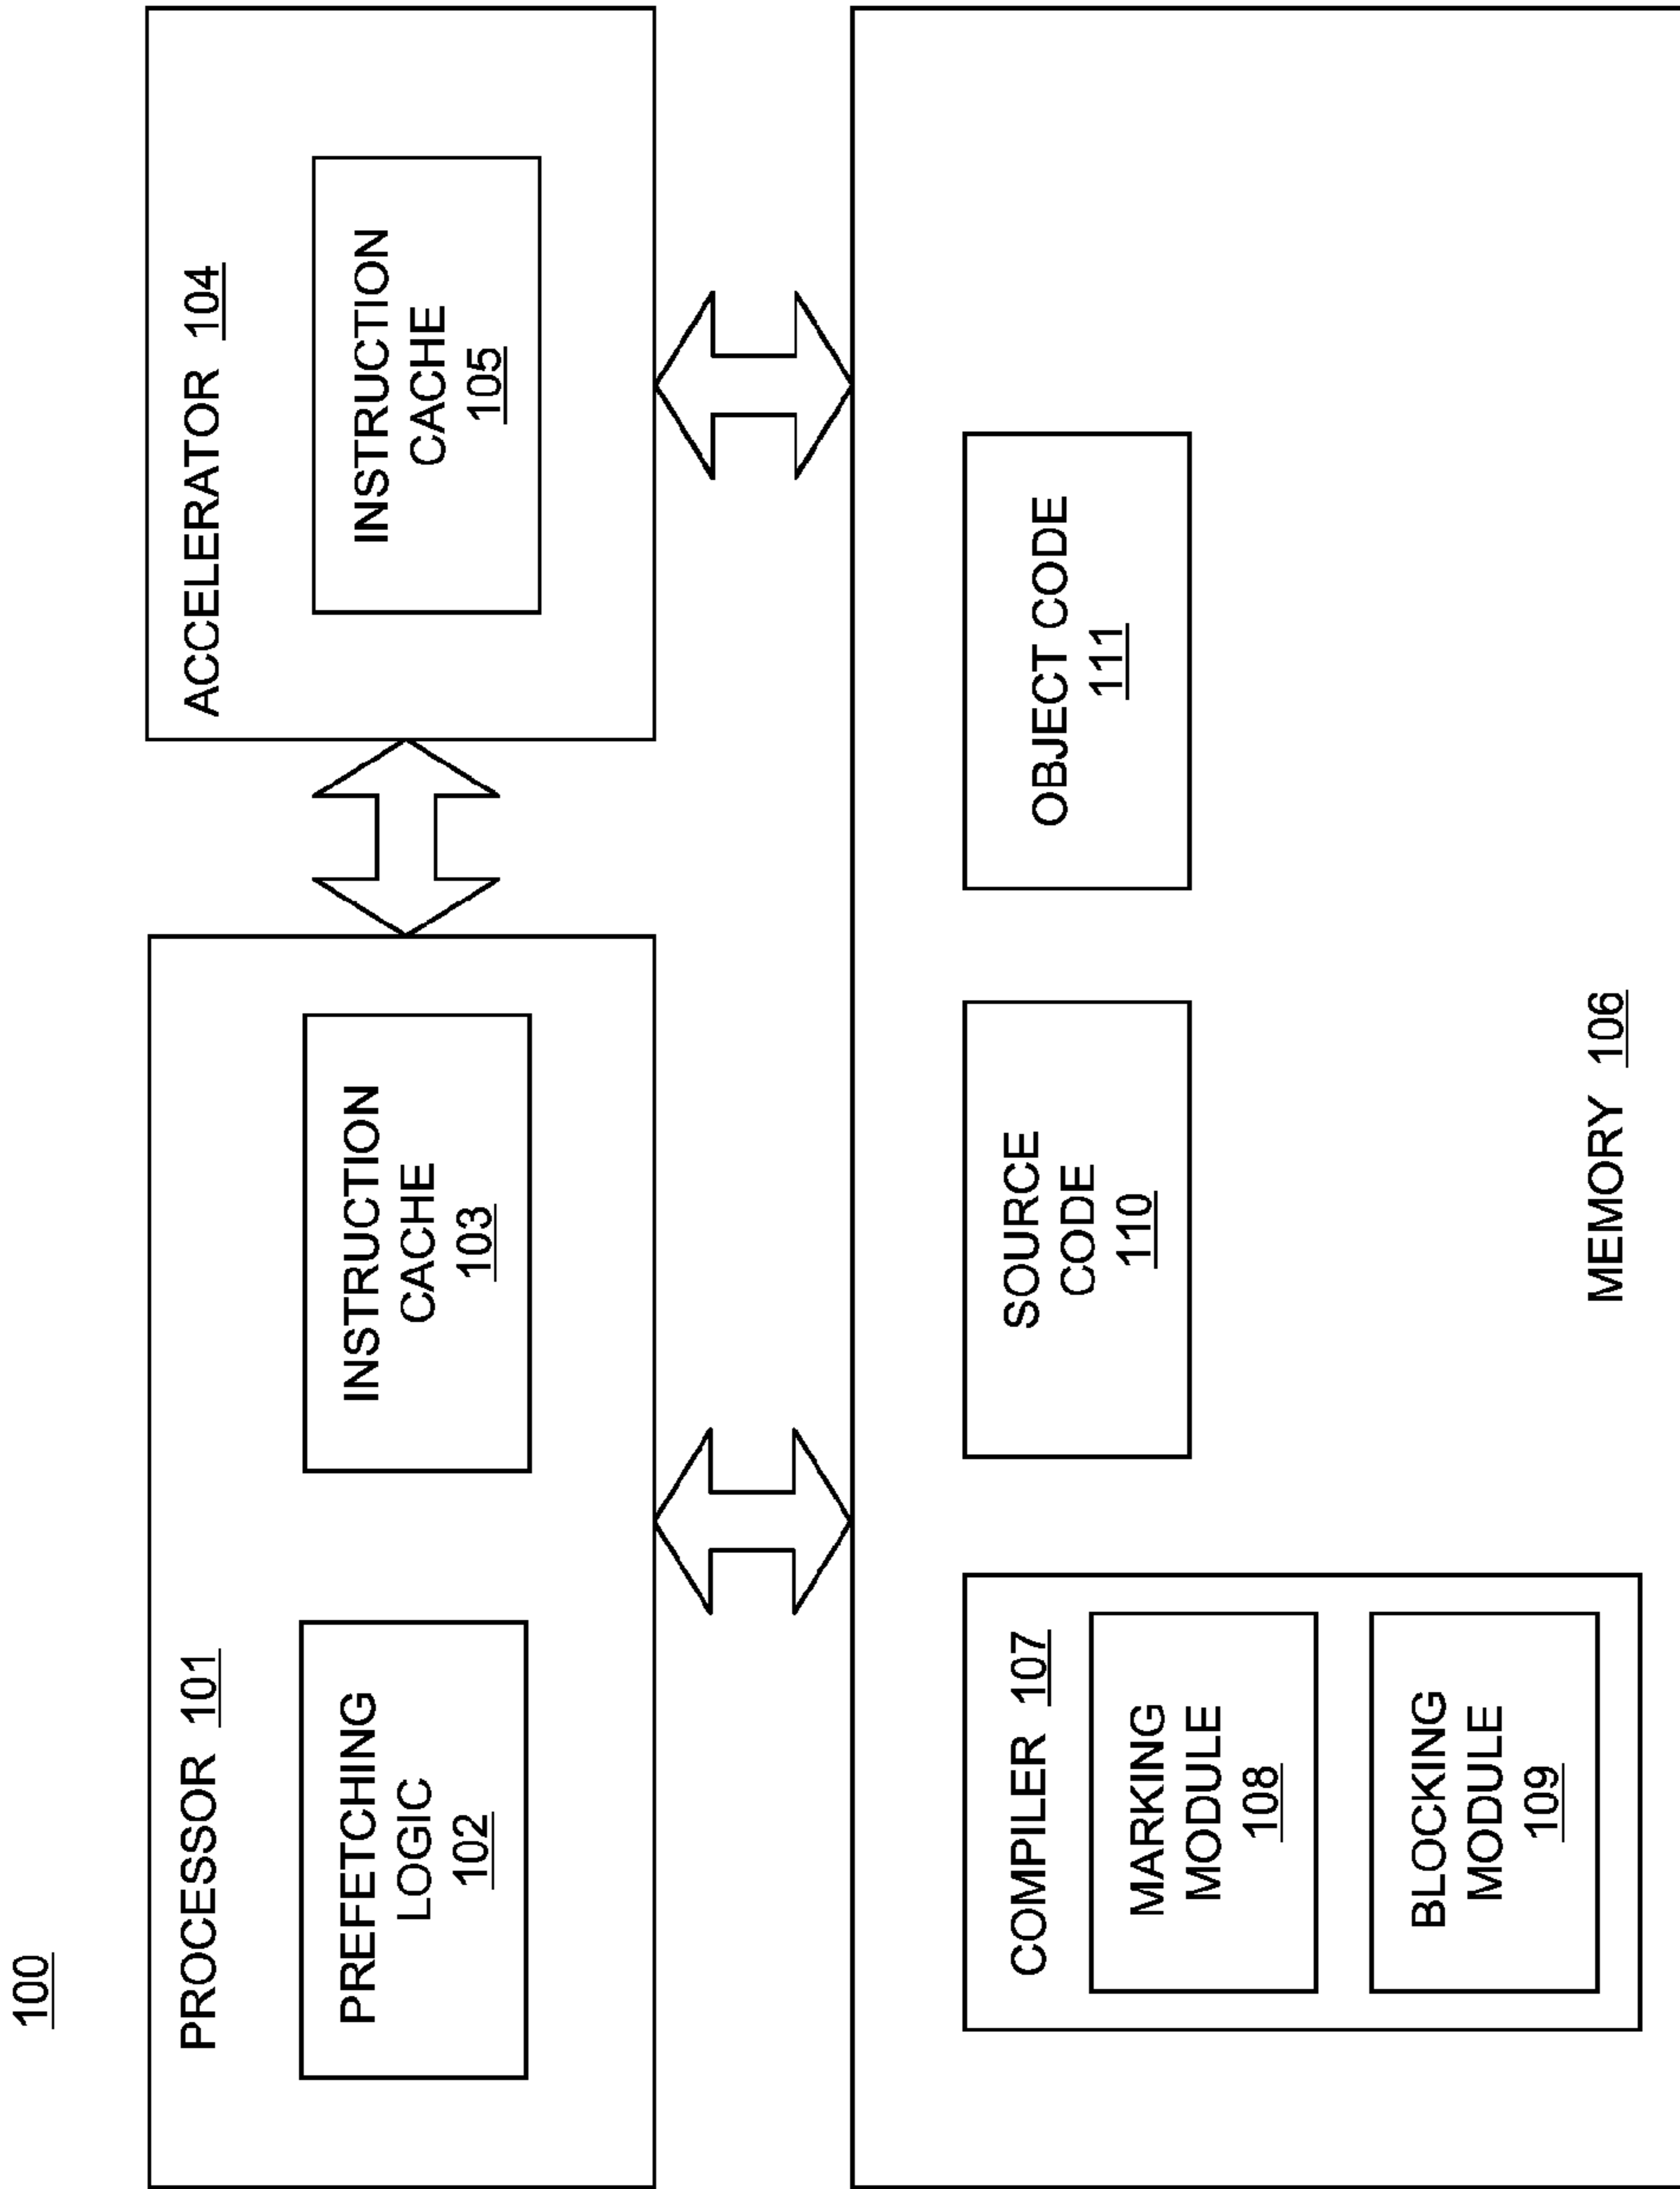 100
PROCESSOR 101
PREFETCHING
LOGIC
102
INSTRUCTION
CACHE
103
ACCELERATOR 104
INSTRUCTION
CACHE
105
COMPILER 107
MARKING
MODULE
108
BLOCKING
MODULE
109
SOURCE
CODE
110
OBJECT CODE
111
MEMORY 106